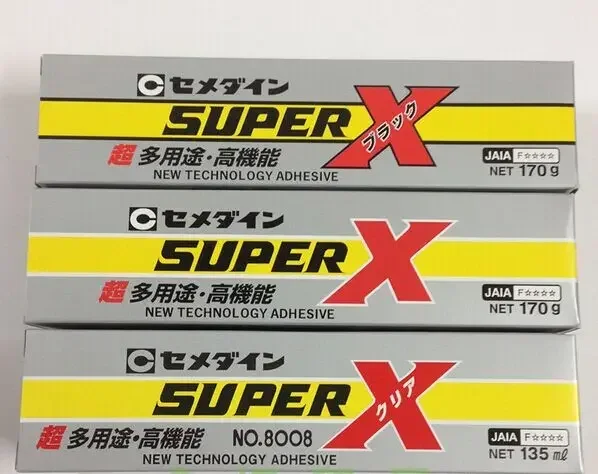 C セメダイン
SUPER X
ブラック
超 多用途・高機能
NEW TECHNOLOGY ADHESIVE
JAIA F☆☆☆☆
NET 170g
C セメダイン
SUPER X
超 多用途・高機能
NEW TECHNOLOGY ADHESIVE
JAIA F☆☆☆☆
NET 170g
C セメダイン
SUPER X
クリア
超 多用途・高機能 NO.8008
NEW TECHNOLOGY ADHESIVE
JAIA F☆☆☆☆
NET 135㎖